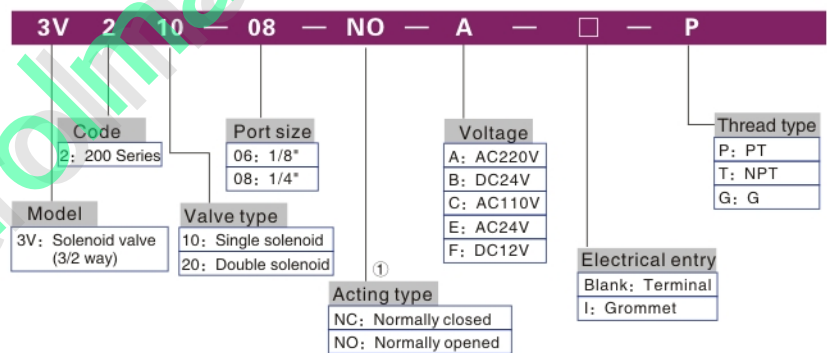 3V 2 10 — 08 — NO — A — □ — P
Code
2: 200 Series
Port size
06: 1/8"
08: 1/4"
Voltage
A: AC220V
B: DC24V
C: AC110V
E: AC24V
F: DC12V
Thread type
P: PT
T: NPT
G: G
Model
3V: Solenoid valve
(3/2 way)
Valve type
10: Single solenoid
20: Double solenoid
①
Acting type
NC: Normally closed
NO: Normally opened
Electrical entry
Blank: Terminal
I: Grommet